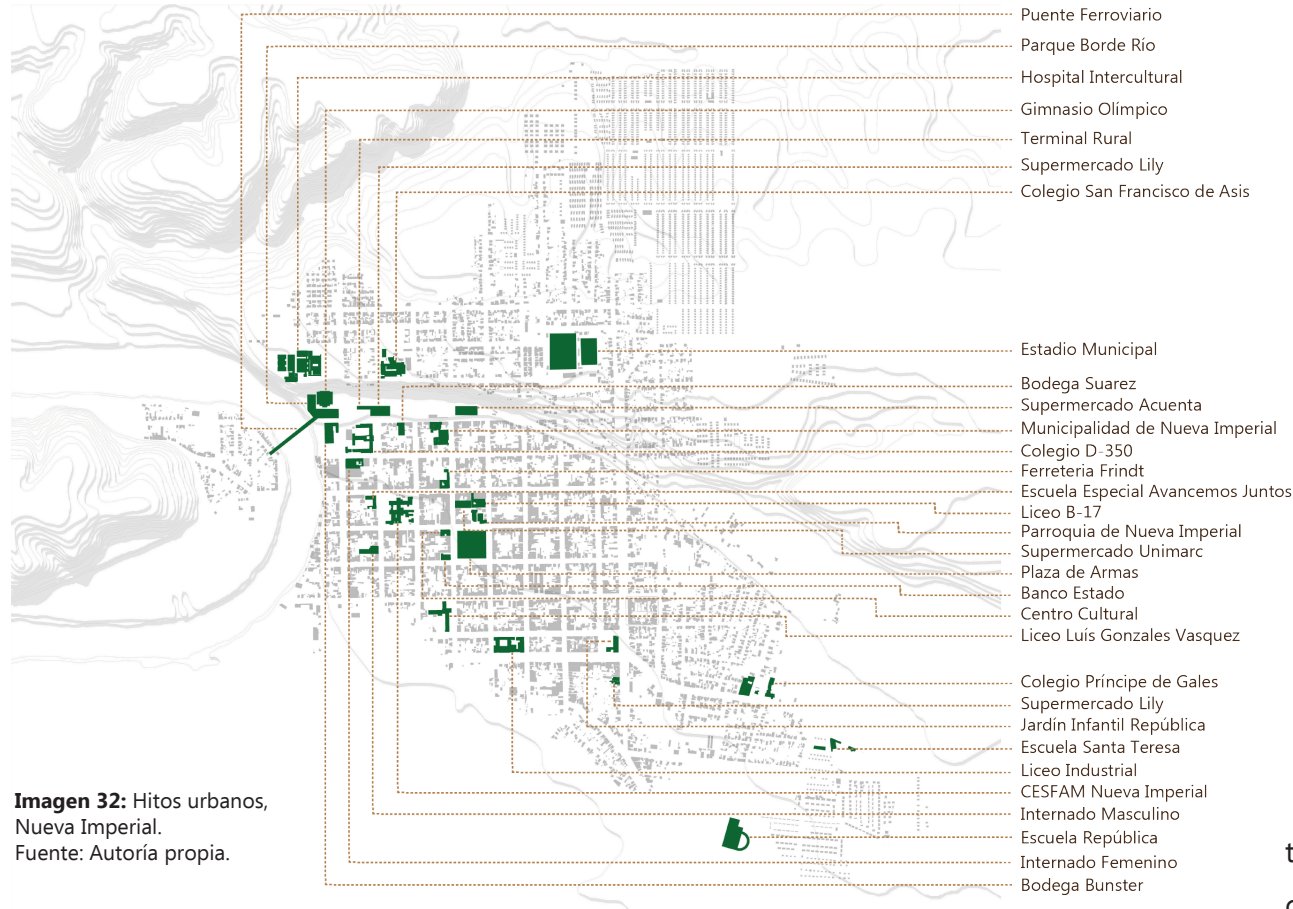 Puente Ferroviario
Parque Borde Río
Hospital Intercultural
Gimnasio Olímpico
Terminal Rural
Supermercado Lily
Colegio San Francisco de Asis
Estadio Municipal
Bodega Suarez
Supermercado Acuenta
Municipalidad de Nueva Imperial
Colegio D-350
Ferreteria Frindt
Escuela Especial Avancemos Juntos
Liceo B-17
Parroquia de Nueva Imperial
Supermercado Unimarc
Plaza de Armas
Banco Estado
Centro Cultural
Liceo Luís Gonzales Vasquez
Colegio Príncipe de Gales
Supermercado Lily
Jardín Infantil República
Escuela Santa Teresa
Liceo Industrial
CESFAM Nueva Imperial
Internado Masculino
Escuela República
Internado Femenino
Bodega Bunster
Imagen 32: Hitos urbanos,
Nueva Imperial.
Fuente: Autoría propia.
t